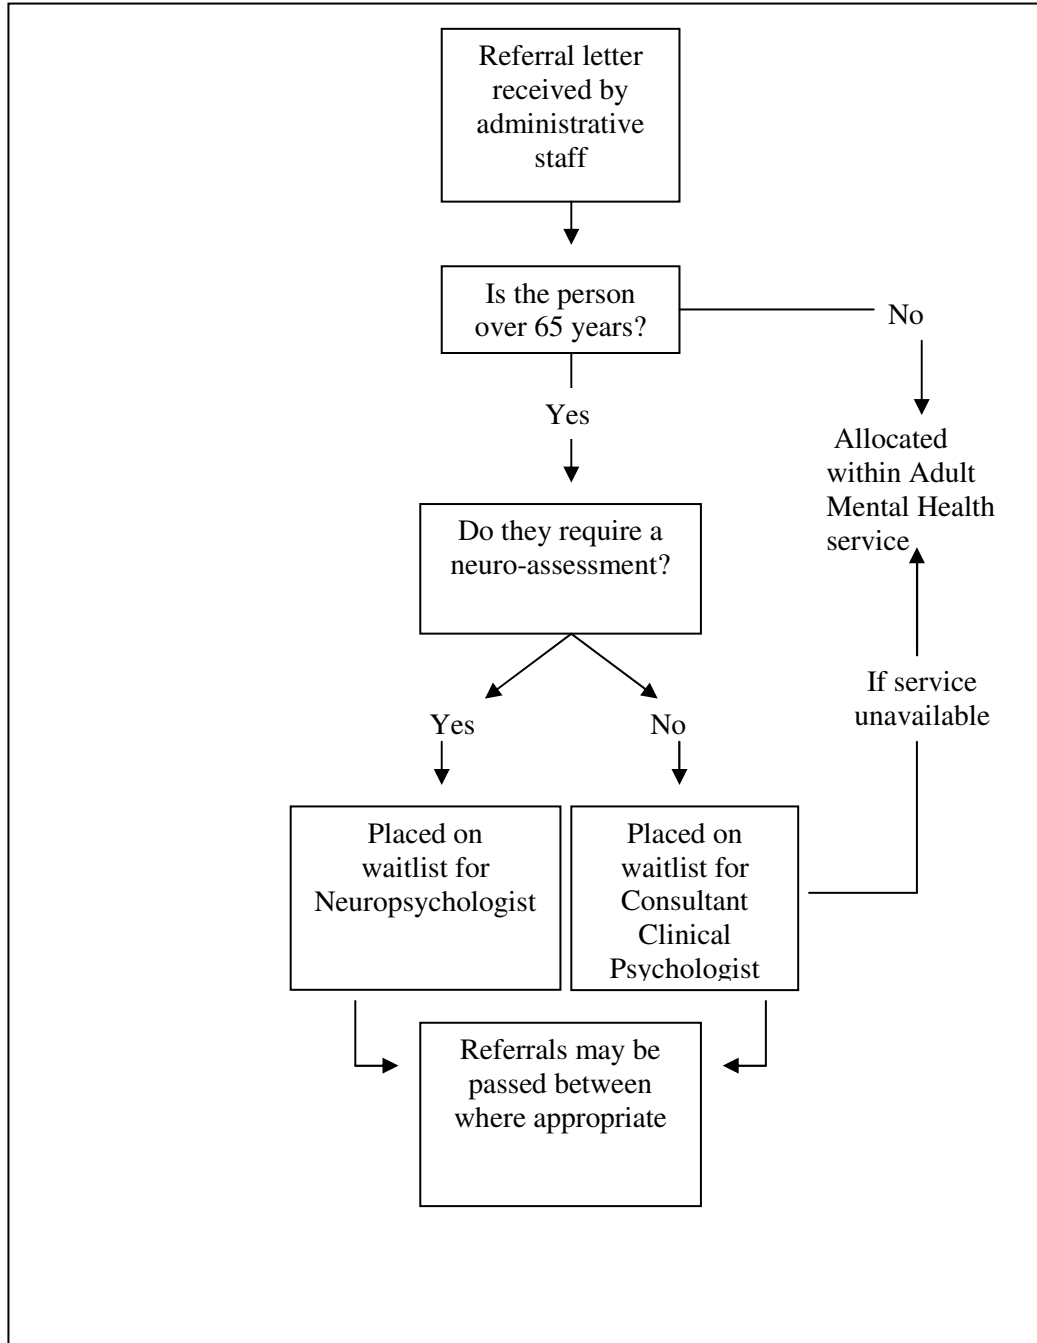 Referral letter
received by
administrative
staff
Is the person
over 65 years?
No
Yes
Allocated
within Adult
Mental Health
service
Do they require a
neuro-assessment?
If service
unavailable
Yes
No
Placed on
waitlist for
Neuropsychologist
Placed on
waitlist for
Consultant
Clinical
Psychologist
Referrals may be
passed between
where appropriate